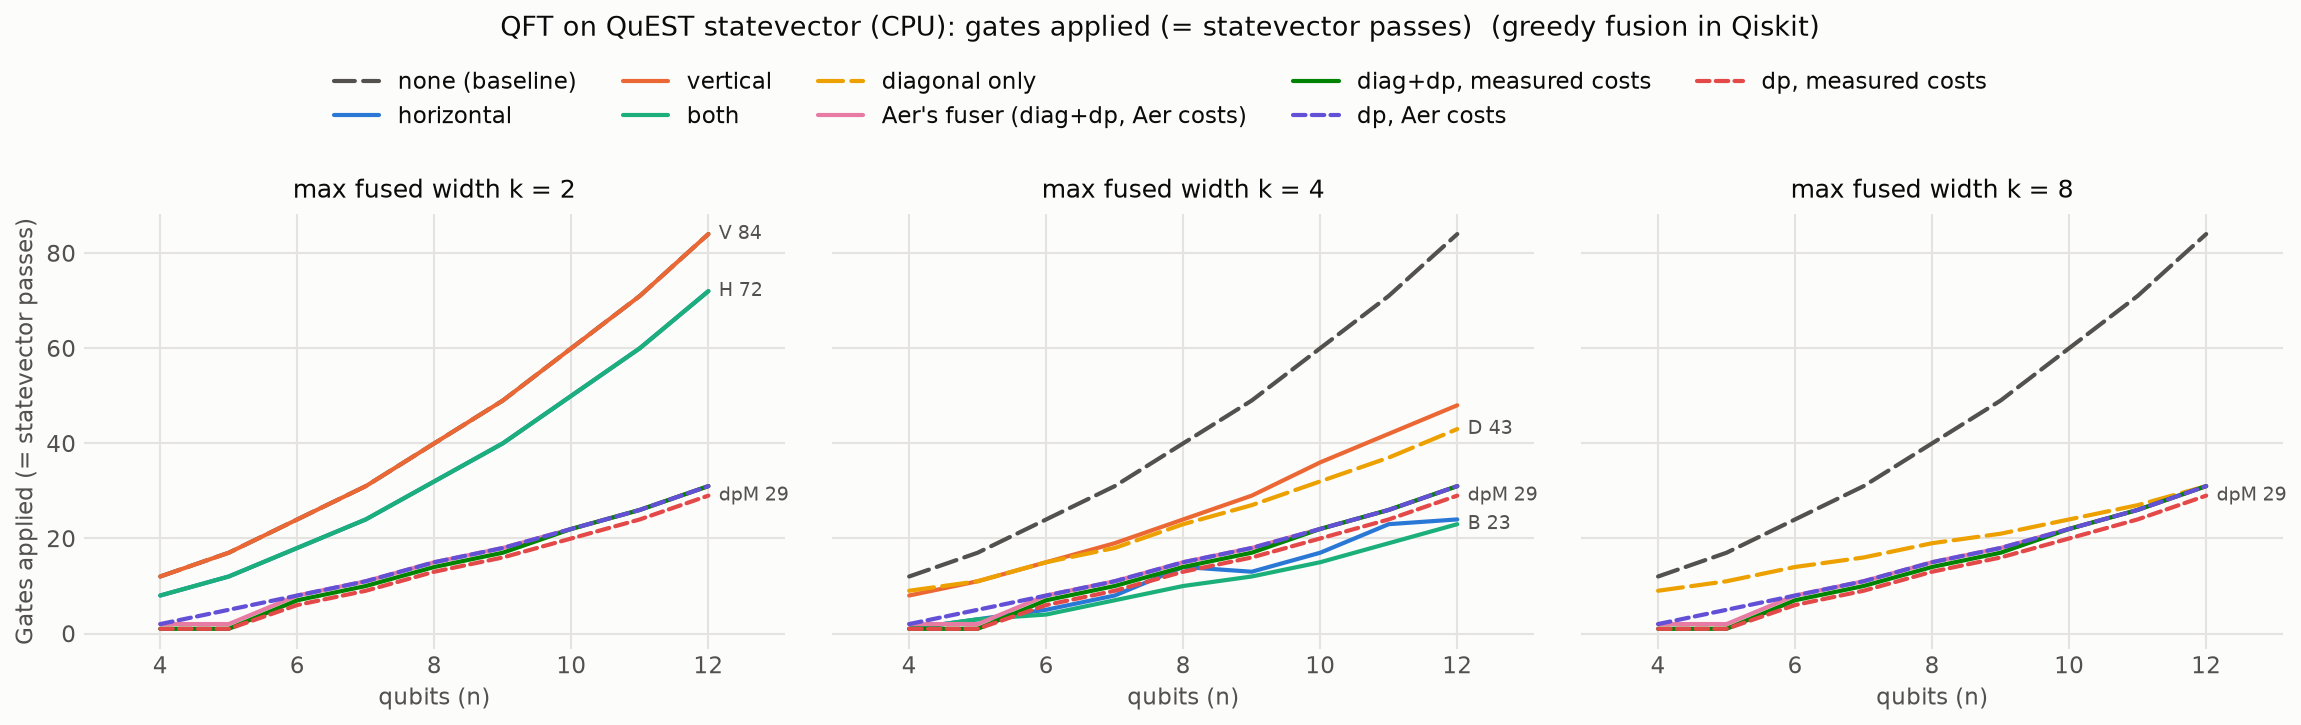 QFT on QuEST statevector (CPU): gates applied (= statevector passes)  (greedy fusion in Qiskit)
none (baseline) vertical diagonal only diag+dp, measured costs dp, measured costs
horizontal both Aer's fuser (diag+dp, Aer costs) dp, Aer costs
max fused width k = 2
Gates applied (= statevector passes)
80
60
40
20
0
V 84
H 72
dpM 29
4 6 8 10 12
qubits (n)
max fused width k = 4
D 43
dpM 29
B 23
4 6 8 10 12
qubits (n)
max fused width k = 8
dpM 29
4 6 8 10 12
qubits (n)